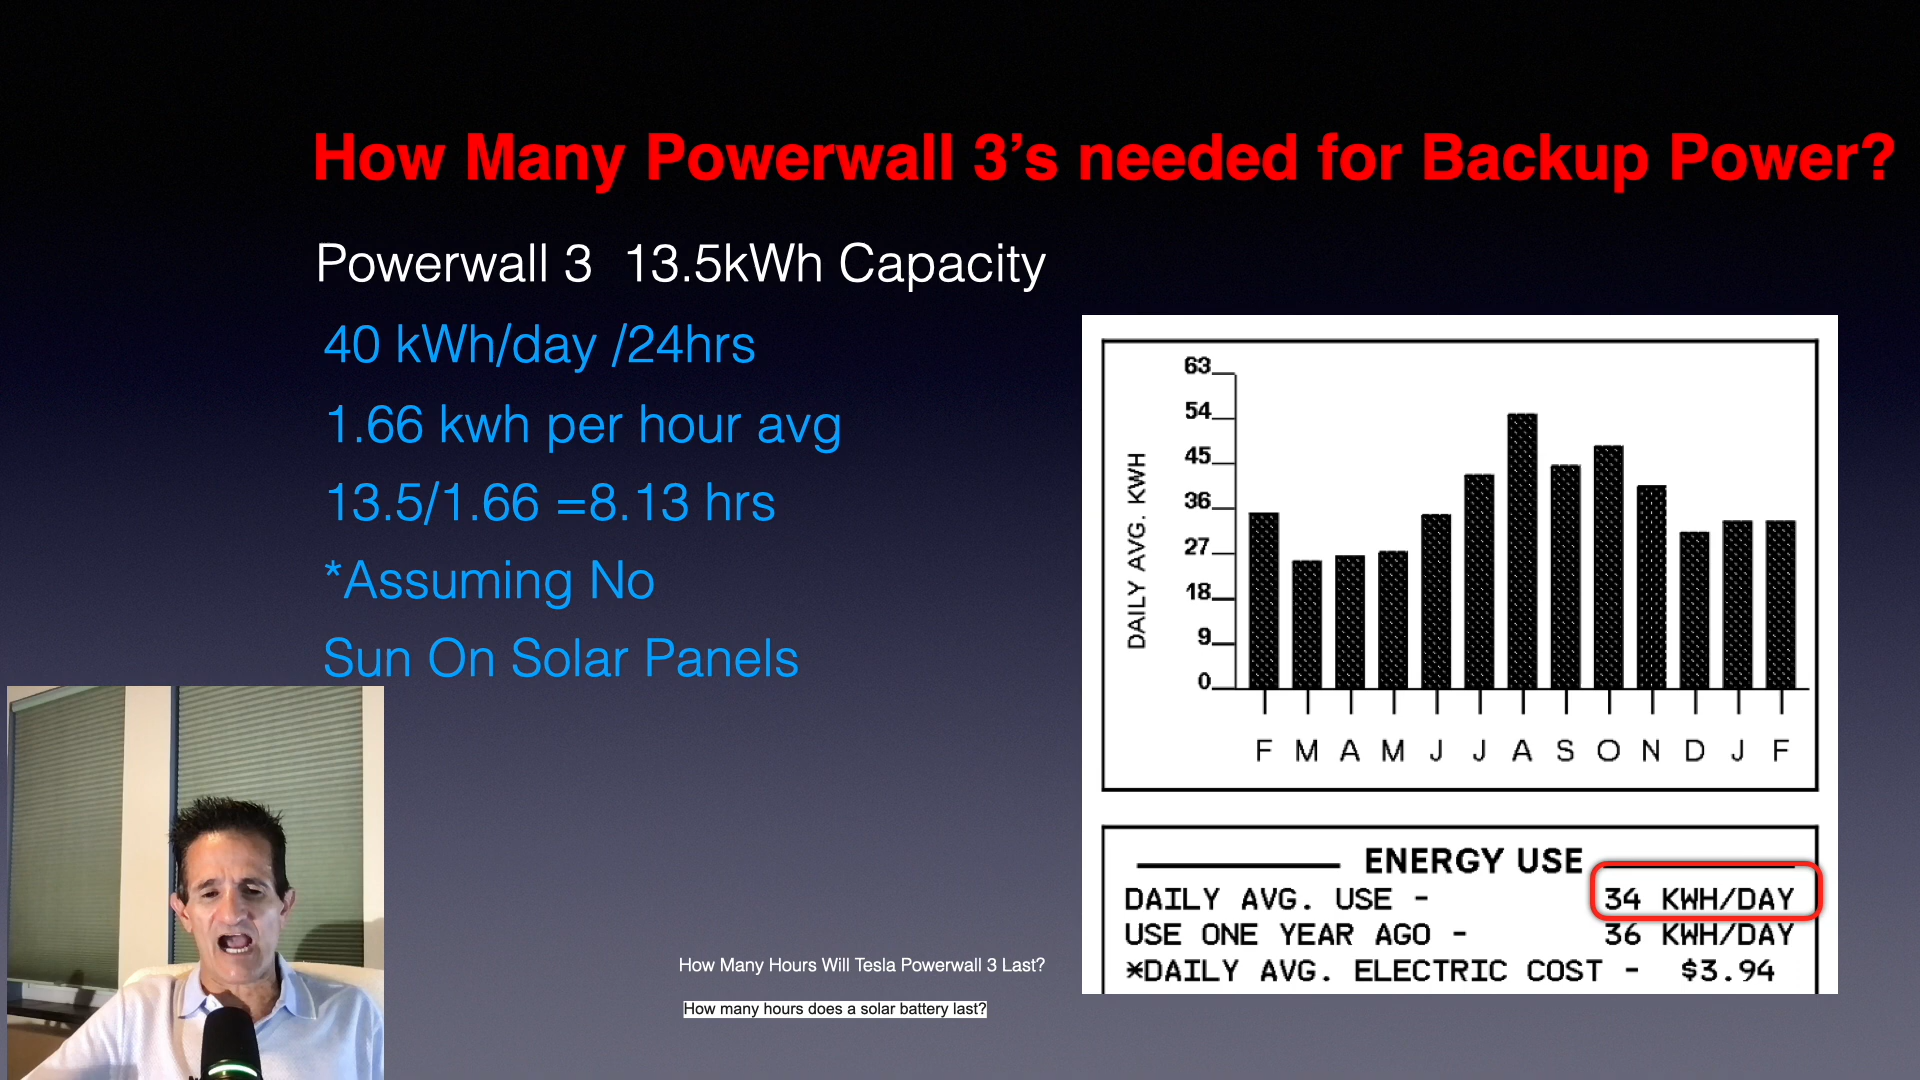 How Many Powerwall 3’s needed for Backup Power?
Powerwall 3 13.5kWh Capacity
40 kWh/day /24hrs
1.66 kwh per hour avg
13.5/1.66 =8.13 hrs
*Assuming No
Sun On Solar Panels
DAILY AVG. KWH
63
54
45
36
27
18
9
0
F M A M J J A S O N D J F
ENERGY USE
DAILY AVG. USE - 34 KWH/DAY
USE ONE YEAR AGO - 36 KWH/DAY
*DAILY AVG. ELECTRIC COST - $3.94
How Many Hours Will Tesla Powerwall 3 Last?
How many hours does a solar battery last?